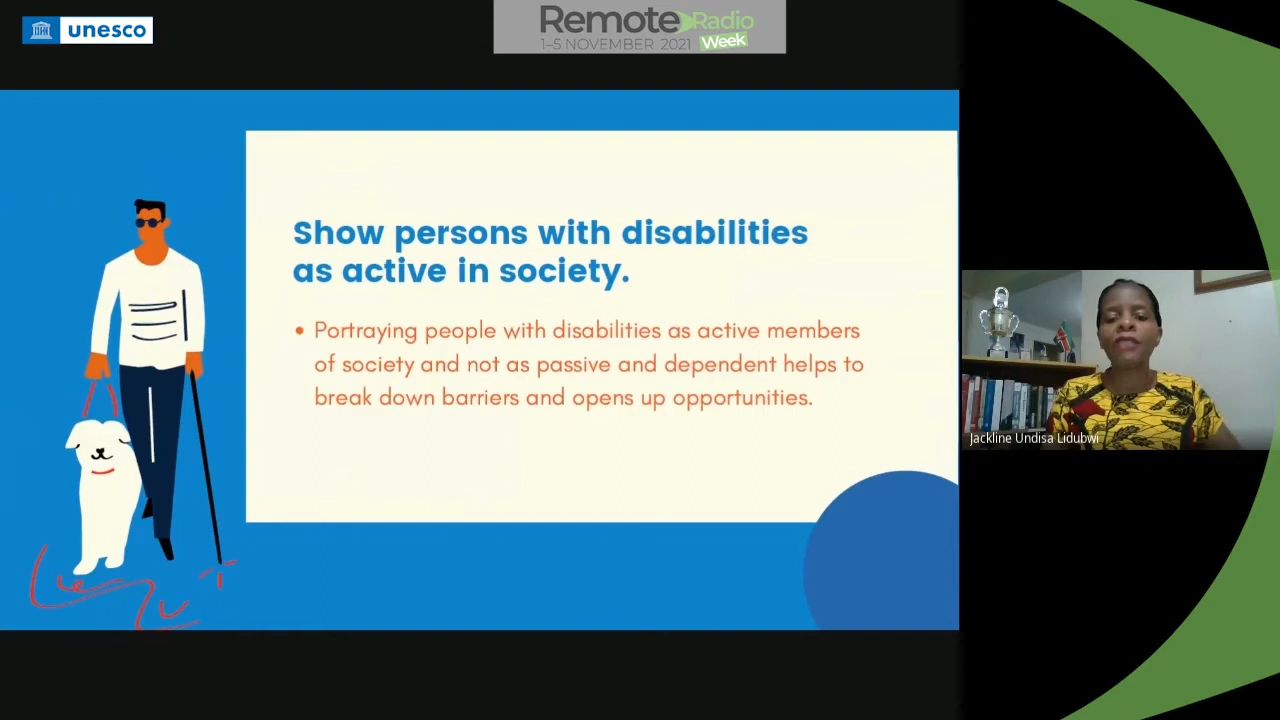 unesco
Remote Radio
1–5 NOVEMBER 2021 Week
Show persons with disabilities
as active in society.
• Portraying people with disabilities as active members
of society and not as passive and dependent helps to
break down barriers and opens up opportunities.
Jackline Undisa Lidubwi